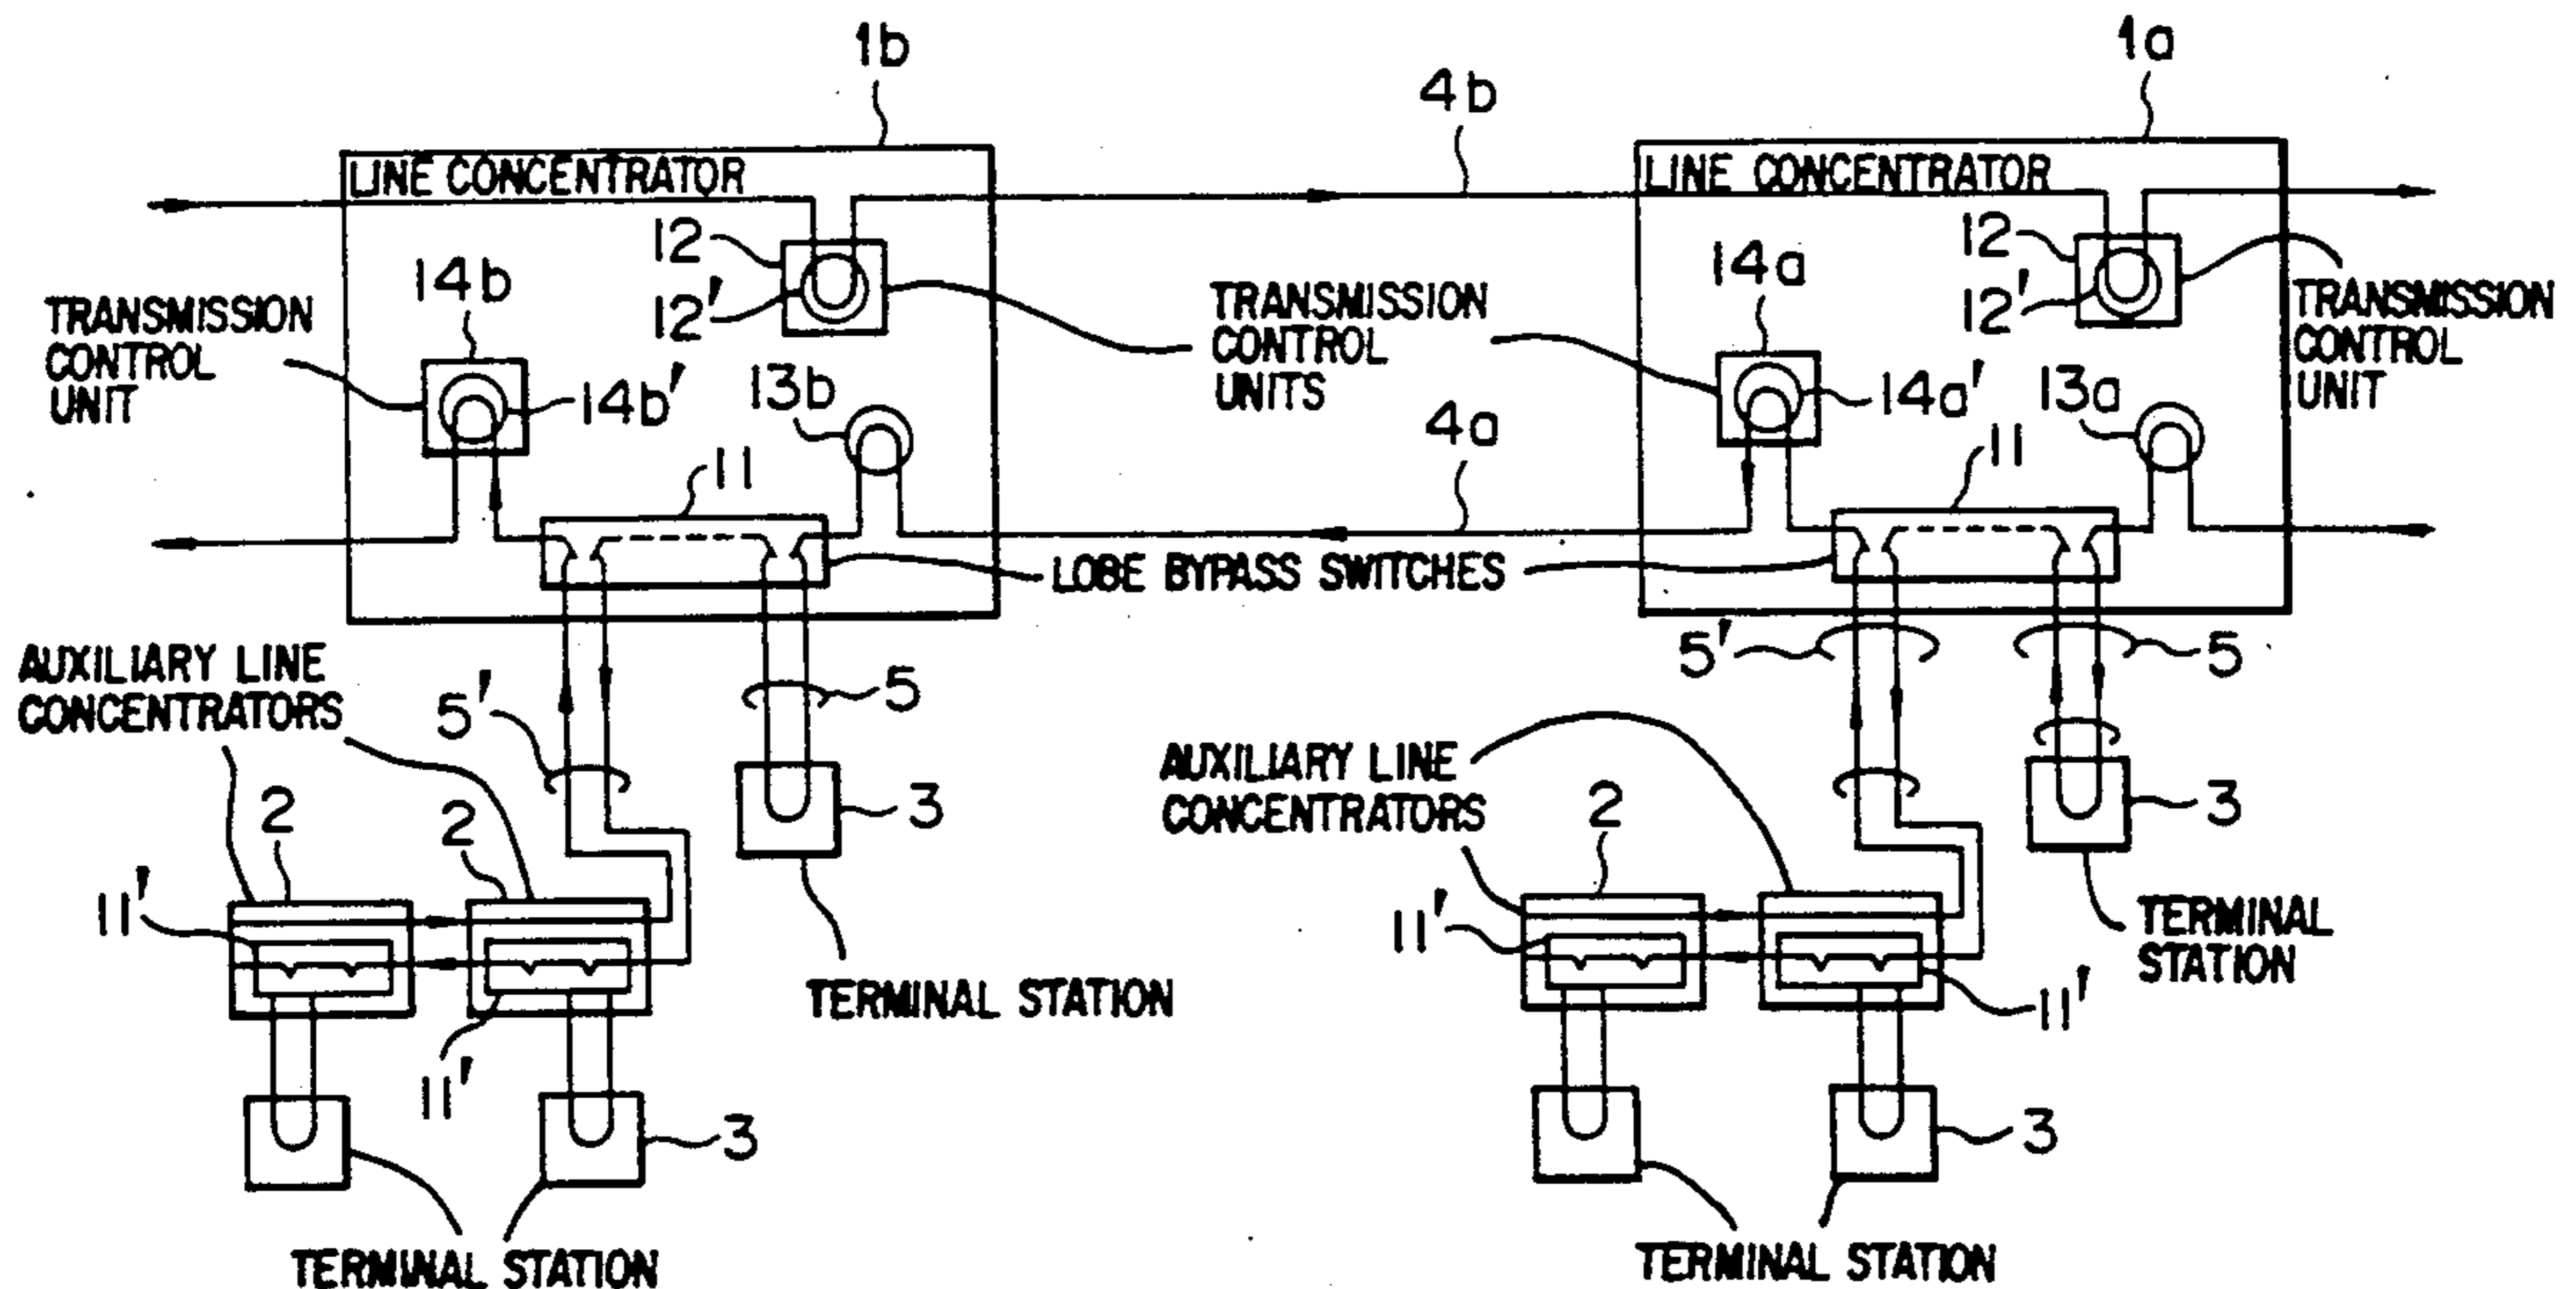 1b
1a
4b
LINE CONCENTRATOR
LINE CONCENTRATOR
12
12'
14b
TRANSMISSION
CONTROL
UNIT
14b'
13b
11
TRANSMISSION
CONTROL
UNITS
4a
LOBE BYPASS SWITCHES
12
12'
14a
14a'
TRANSMISSION
CONTROL
UNIT
13a
11
AUXILIARY LINE
CONCENTRATORS
5'
5
3
2
2
11'
11'
TERMINAL STATION
3
TERMINAL STATION
5'
5
AUXILIARY LINE
CONCENTRATORS
2
3
11'
TERMINAL
STATION
11'
3
TERMINAL STATION